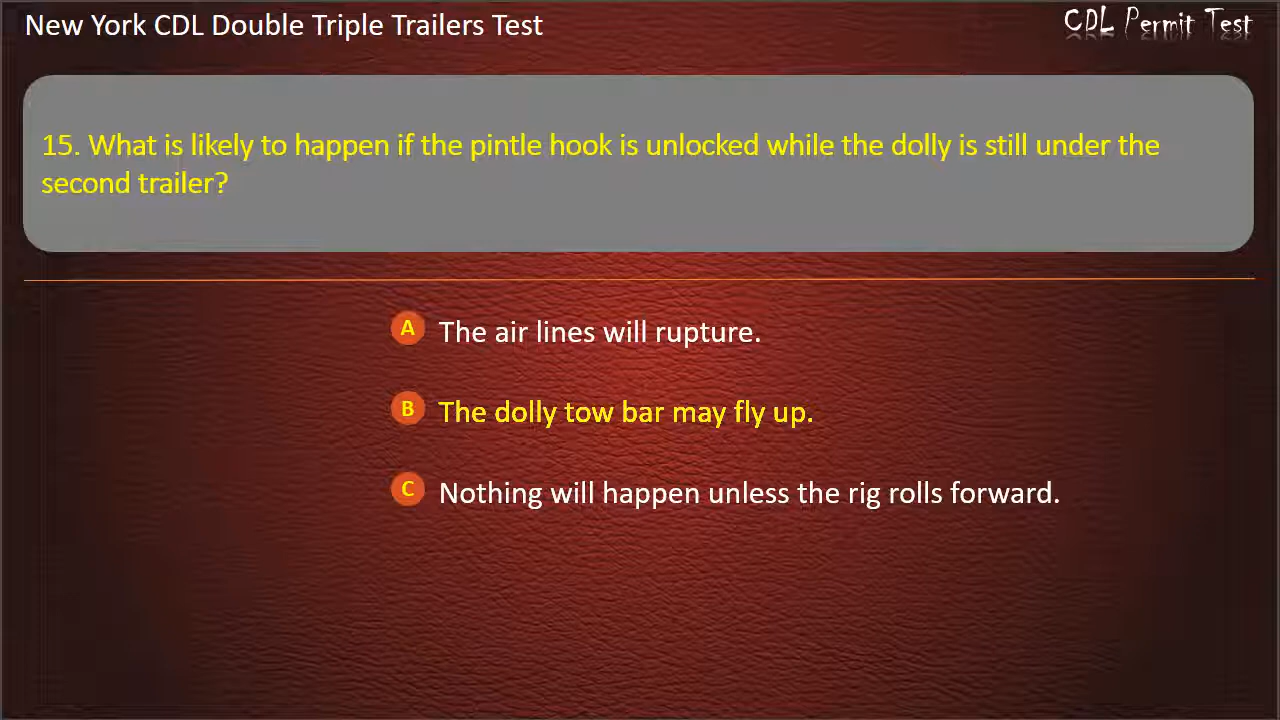 New York CDL Double Triple Trailers Test
CDL Permit Test
15. What is likely to happen if the pintle hook is unlocked while the dolly is still under the
second trailer?
A The air lines will rupture.
B The dolly tow bar may fly up.
C Nothing will happen unless the rig rolls forward.